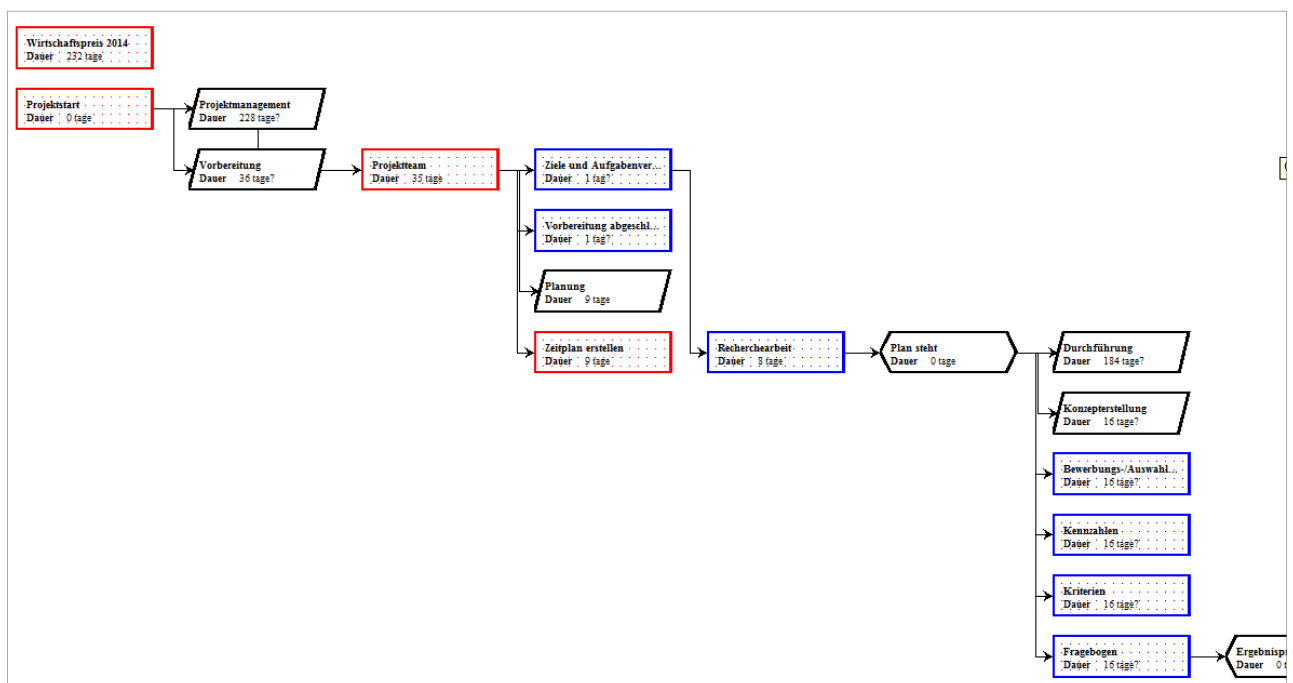 Wirtschaftspreis 2014
Dauer 232 tage
Projektstart
Dauer 0 tage
Projektmanagement
Dauer 228 tage?
Vorbereitung
Dauer 36 tage?
Projektteam
Dauer 35 tage
Ziele und Aufgabenver...
Dauer 1 tag?
Vorbereitung abgeschl...
Dauer 1 tag?
Planung
Dauer 9 tage
Zeitplan erstellen
Dauer 9 tage
Recherchearbeit
Dauer 8 tage
Plan steht
Dauer 0 tage
Durchführung
Dauer 184 tage?
Konzepterstellung
Dauer 16 tage?
Bewerbungs-/Auswahl...
Dauer 16 tage?
Kennzahlen
Dauer 16 tage?
Kriterien
Dauer 16 tage?
Fragebogen
Dauer 16 tage?
Ergebnisp
Dauer 0 t